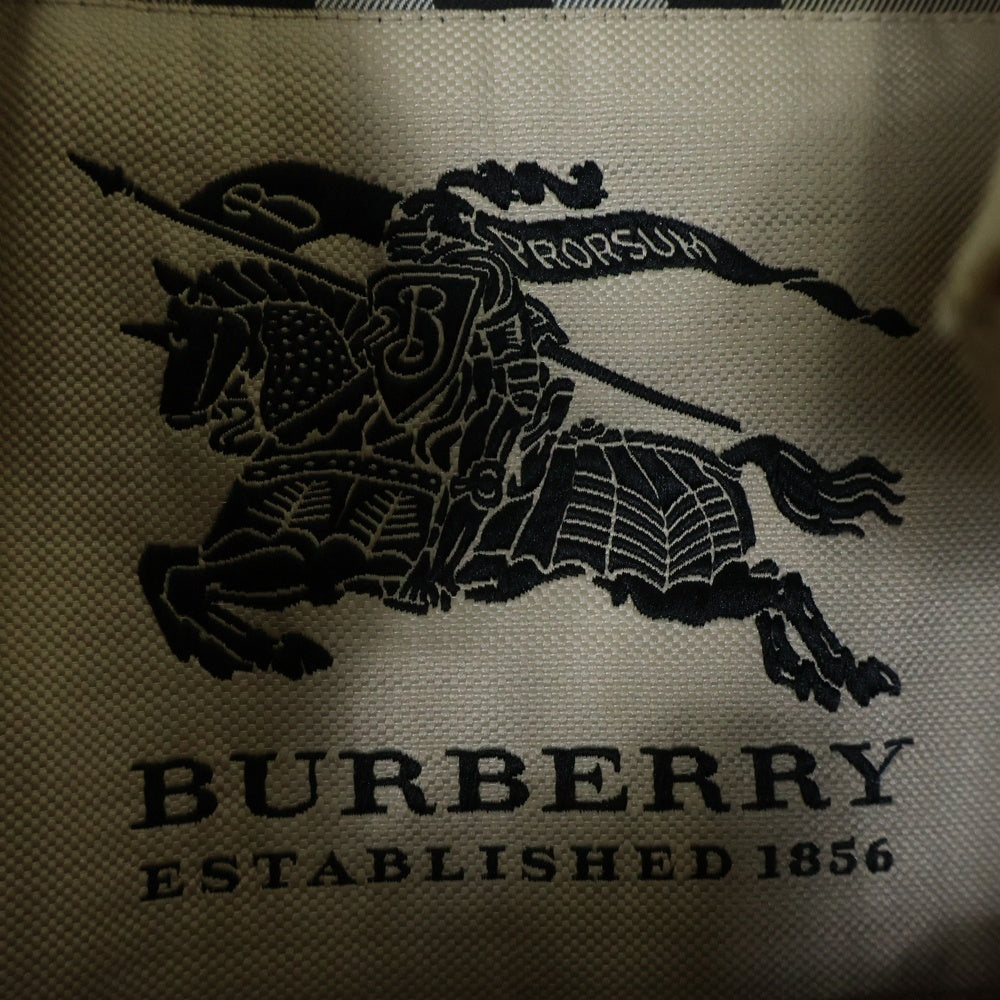 B
PRORSUM
B
BURBERRY
ESTABLISHED 1856